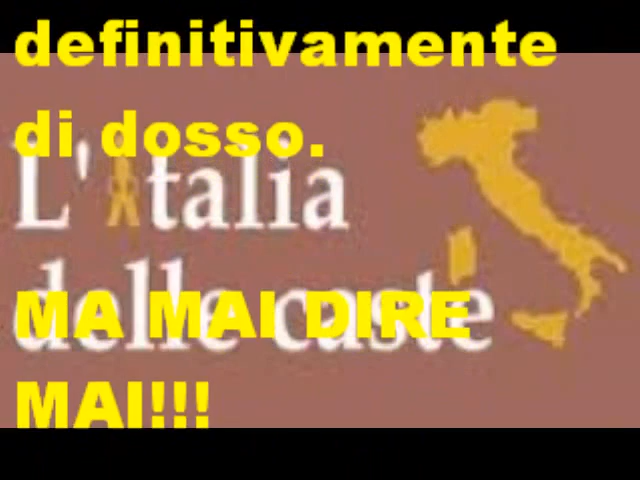 definitivamente
di dosso.
L'italia
delle caste
MA MAI DIRE
MAI!!!